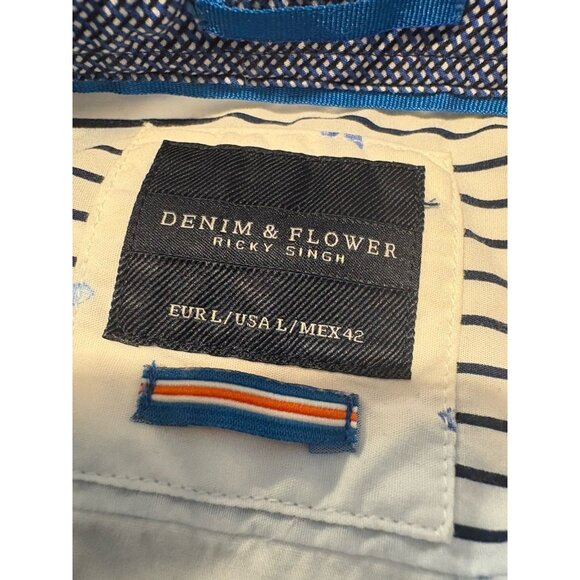 DENIM & FLOWER
RICKY SINGH
EUR L/USA L/MEX 42